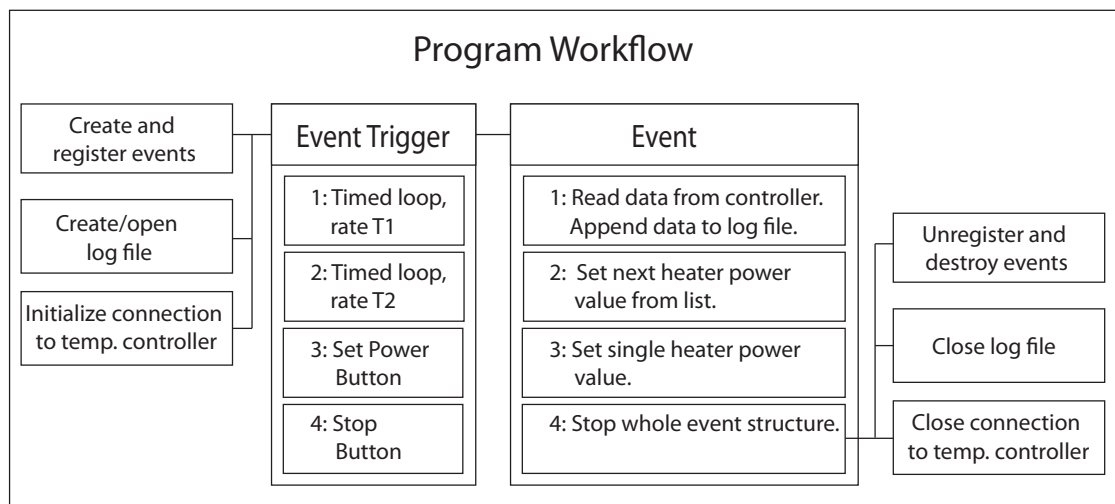 Program Workflow
Create and
register events
Create/open
log file
Initialize connection
to temp. controller
Event Trigger
1: Timed loop,
rate T1
2: Timed loop,
rate T2
3: Set Power
Button
4: Stop
Button
Event
1: Read data from controller.
Append data to log file.
2: Set next heater power
value from list.
3: Set single heater power
value.
4: Stop whole event structure.
Unregister and
destroy events
Close log file
Close connection
to temp. controller